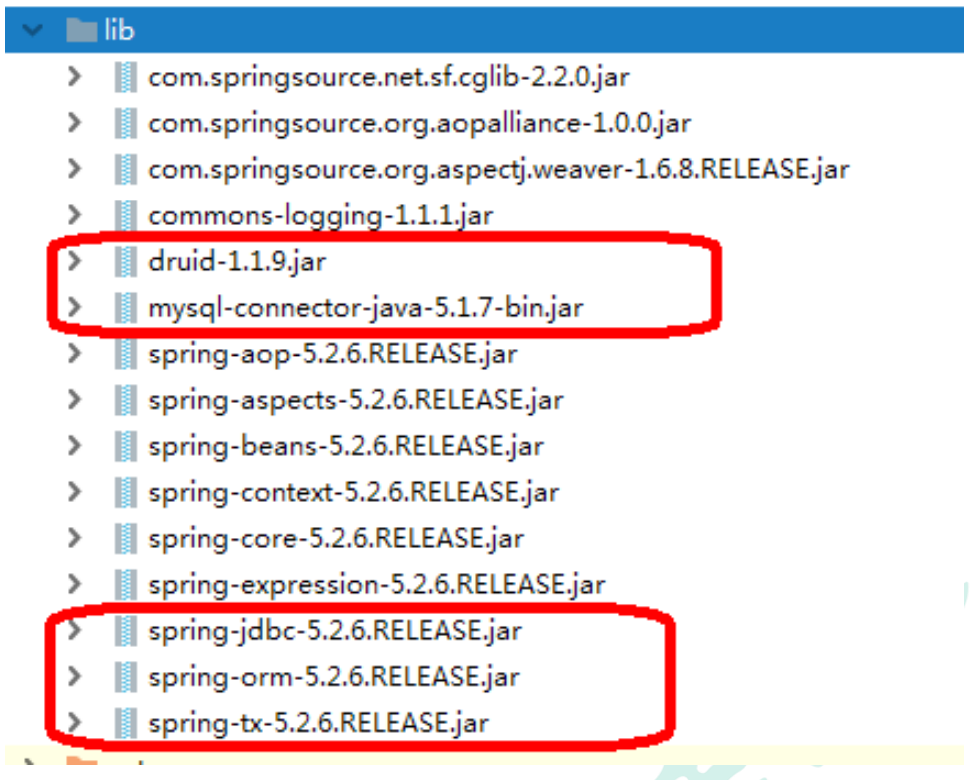 lib
com.springsource.net.sf.cglib-2.2.0.jar
com.springsource.org.aopalliance-1.0.0.jar
com.springsource.org.aspectj.weaver-1.6.8.RELEASE.jar
commons-logging-1.1.1.jar
druid-1.1.9.jar
mysql-connector-java-5.1.7-bin.jar
spring-aop-5.2.6.RELEASE.jar
spring-aspects-5.2.6.RELEASE.jar
spring-beans-5.2.6.RELEASE.jar
spring-context-5.2.6.RELEASE.jar
spring-core-5.2.6.RELEASE.jar
spring-expression-5.2.6.RELEASE.jar
spring-jdbc-5.2.6.RELEASE.jar
spring-orm-5.2.6.RELEASE.jar
spring-tx-5.2.6.RELEASE.jar